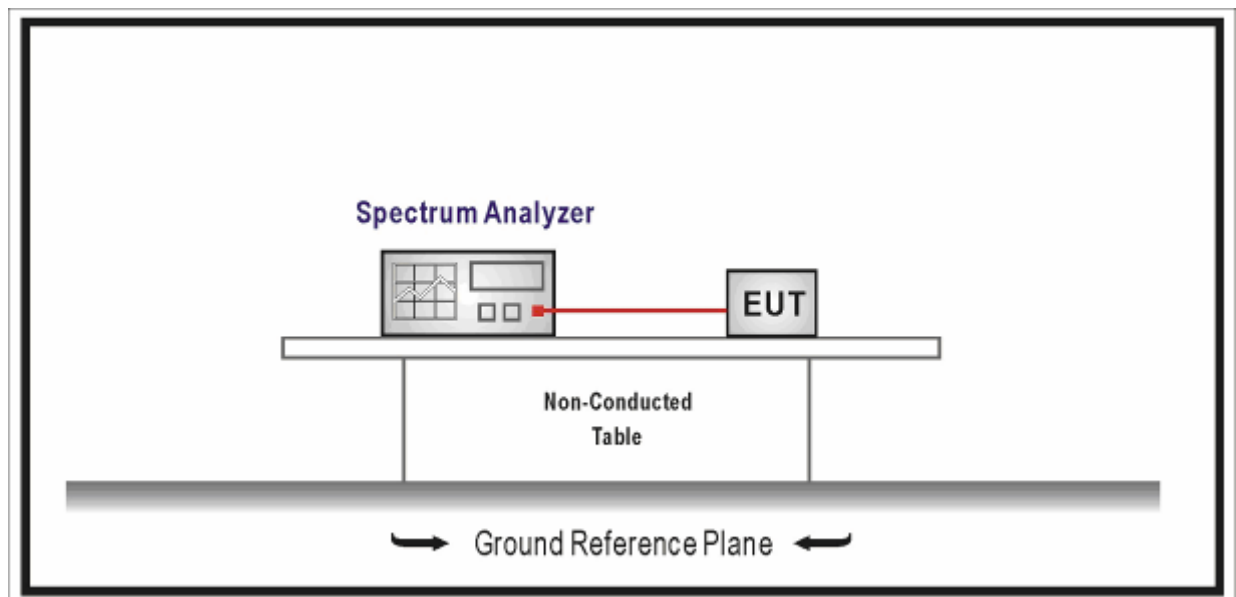 Spectrum Analyzer
EUT
Non-Conducted
Table
Ground Reference Plane